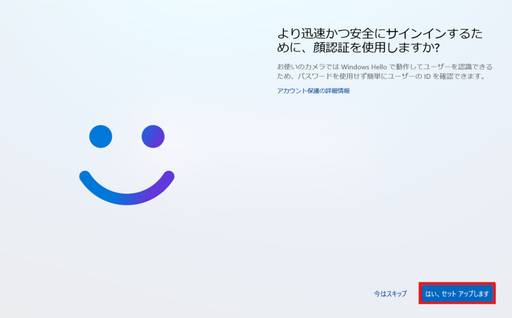 より迅速かつ安全にサインインするた
めに、顔認証を使用しますか?
お使いのカメラでは Windows Hello で動作してユーザーを認識できる
ため、パスワードを使用せず簡単にユーザーの ID を確認できます。
アカウント保護の詳細情報
今はスキップ
はい、セット アップします